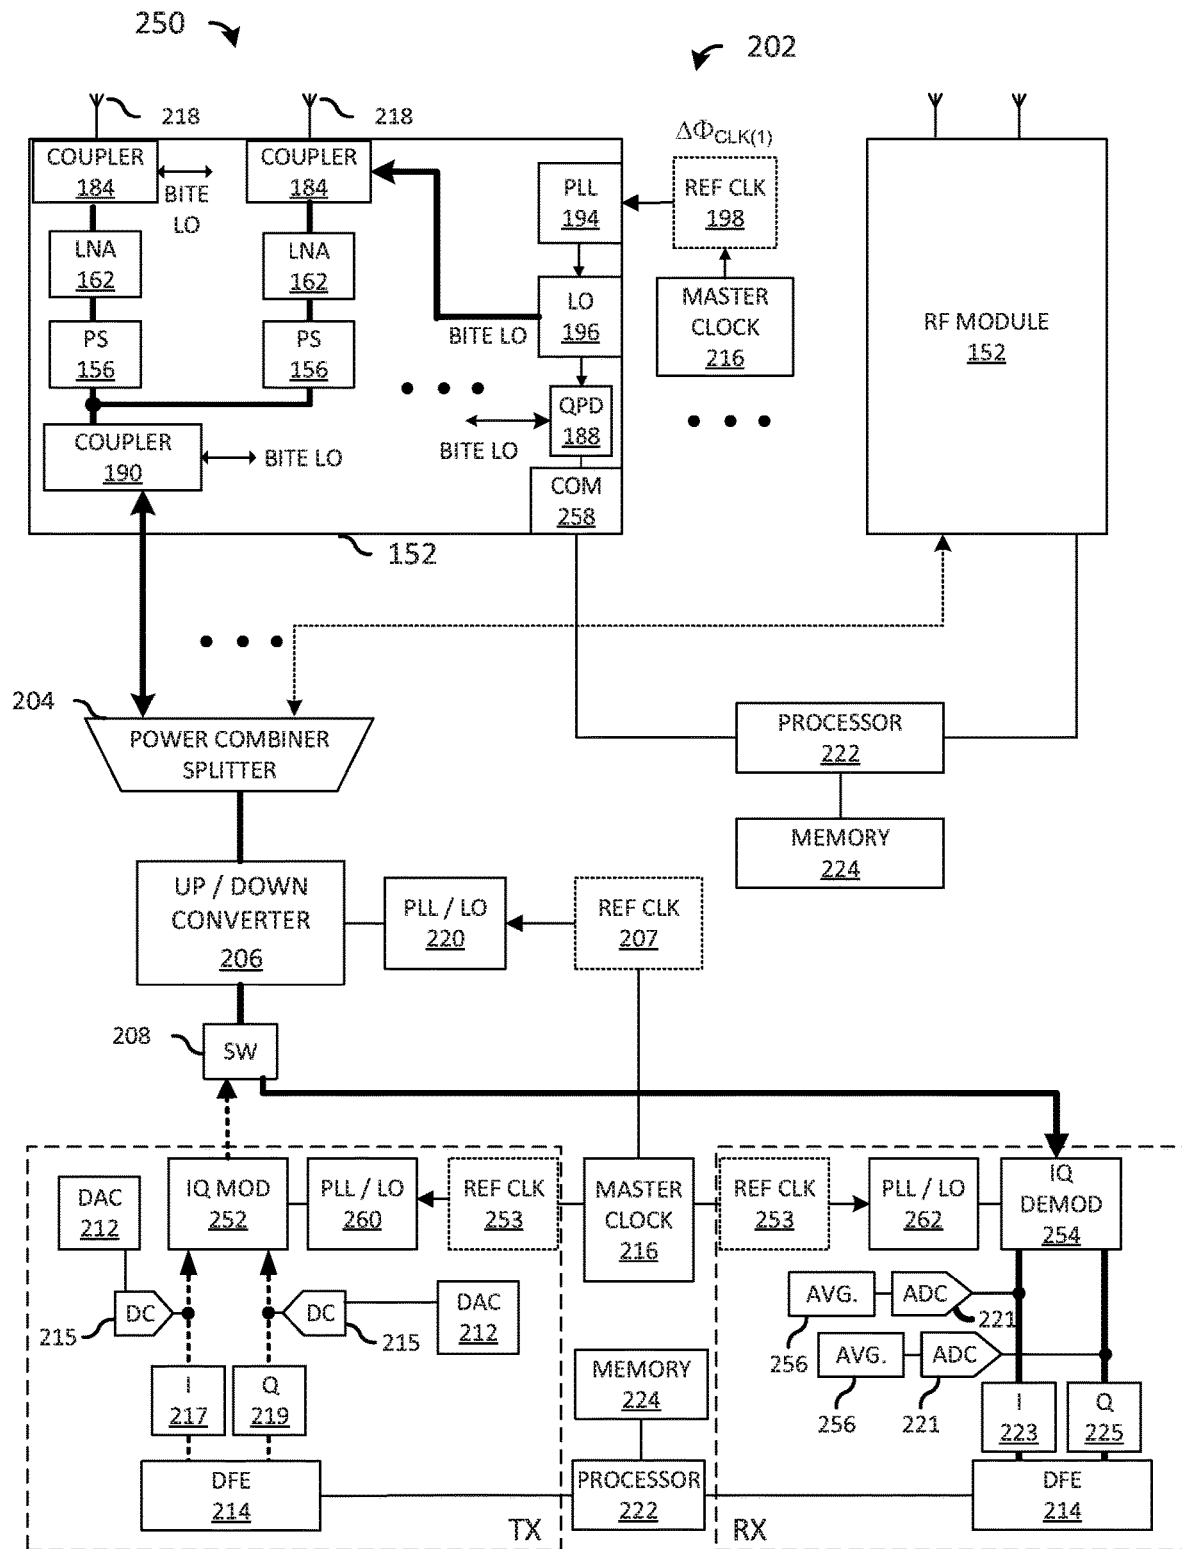 250
202
218
218
ΔΦCLK(1)
COUPLER
184
BITE
LO
COUPLER
184
PLL
194
REF CLK
198
LNA
162
LNA
162
LO
196
MASTER
CLOCK
216
RF MODULE
152
PS
156
PS
156
BITE LO
QPD
188
BITE LO
COUPLER
190
BITE LO
COM
258
152
204
POWER COMBINER
SPLITTER
PROCESSOR
222
MEMORY
224
UP / DOWN
CONVERTER
206
PLL / LO
220
REF CLK
207
208
SW
DAC
212
IQ MOD
252
PLL / LO
260
REF CLK
253
MASTER
CLOCK
216
REF CLK
253
PLL / LO
262
IQ
DEMOD
254
DC
215
DC
215
DAC
212
AVG.
256
ADC
221
AVG.
256
ADC
221
I
217
Q
219
MEMORY
224
I
223
Q
225
DFE
214
TX
PROCESSOR
222
RX
DFE
214